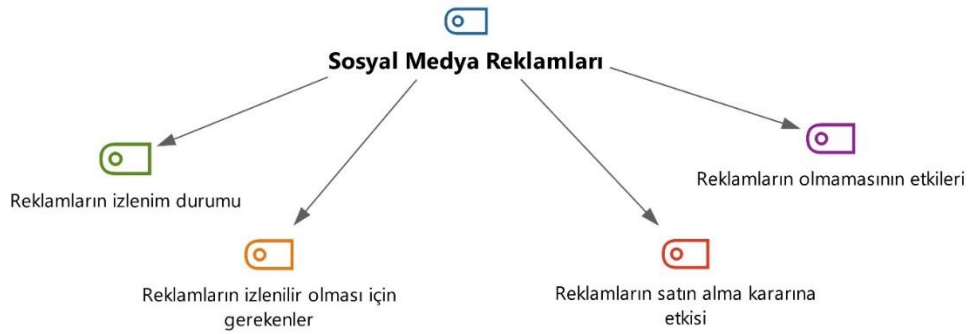 Sosyal Medya Reklamları
Reklamların izlenim durumu
Reklamların olmamasının etkileri
Reklamların izlenilir olması için
gerekenler
Reklamların satın alma kararına
etkisi